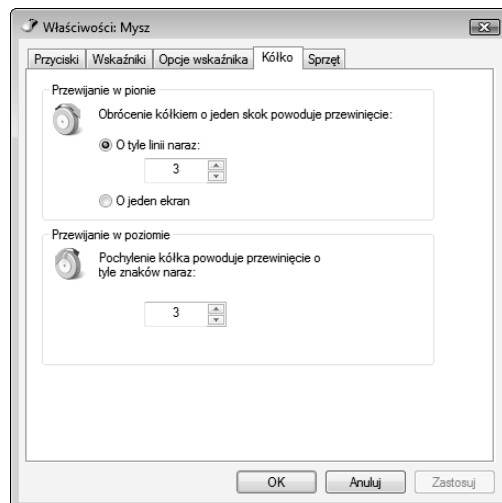 Właściwości: Mysz
Przyciski Wskaźniki Opcje wskaźnika Kółko Sprzęt
Przewijanie w pionie
Obrócenie kółkiem o jeden skok powoduje przewinięcie:
O tyle linii naraz:
3
O jeden ekran
Przewijanie w poziomie
Pochylenie kółka powoduje przewinięcie o
tyle znaków naraz:
3
OK Anuluj Zastosuj